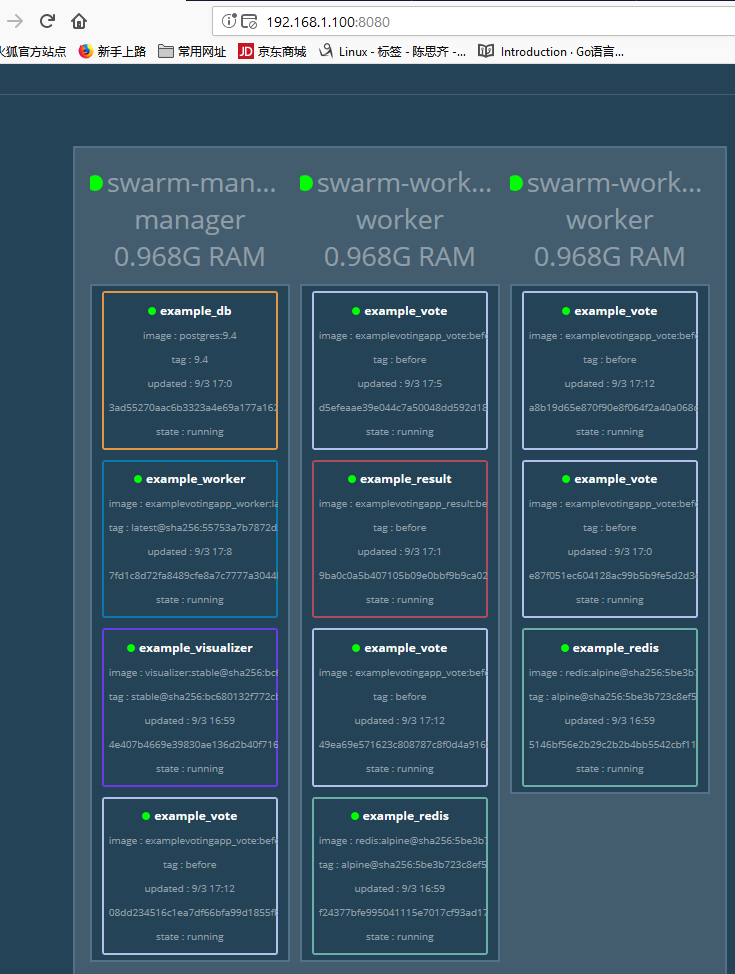 192.168.1.100:8080
火狐官方站点 新手上路 常用网址 JD 京东商城 Linux - 标签 - 陈思齐 -... Introduction · Go语言...
swarm-man...
manager
0.968G RAM
example_db
image : postgres:9.4
tag : 9.4
updated : 9/3 17:0
3ad55270aac6b3323a4e69a177a162
state : running
example_worker
image : examplevotingapp_worker:la
tag : latest@sha256:55753a7b7872d
updated : 9/3 17:8
7fd1c8d72fa8489cfe8a7c7777a3044
state : running
example_visualizer
image : visualizer:stable@sha256:bc
tag : stable@sha256:bc680132f772c
updated : 9/3 16:59
4e407b4669e39830ae136d2b40f716
state : running
example_vote
image : examplevotingapp_vote:bef
tag : before
updated : 9/3 17:12
08dd234516c1ea7df66bfa99d1855f
state : running
swarm-work...
worker
0.968G RAM
example_vote
image : examplevotingapp_vote:bef
tag : before
updated : 9/3 17:5
d5efeaae39e044c7a50048dd592d18
state : running
example_result
image : examplevotingapp_result:be
tag : before
updated : 9/3 17:1
9ba0c0a5b407105b09e0bbf9b9ca02
state : running
example_vote
image : examplevotingapp_vote:bef
tag : before
updated : 9/3 17:12
49ea69e571623c808787c8f0d4a916
state : running
example_redis
image : redis:alpine@sha256:5be3b
tag : alpine@sha256:5be3b723c8ef5
updated : 9/3 16:59
f24377bfe995041115e7017cf93ad17
state : running
swarm-work...
worker
0.968G RAM
example_vote
image : examplevotingapp_vote:bef
tag : before
updated : 9/3 17:12
a8b19d65e870f90e8f064f2a40a068
state : running
example_vote
image : examplevotingapp_vote:bef
tag : before
updated : 9/3 17:0
e87f051ec604128ac99b5b9fe5d2d3
state : running
example_redis
image : redis:alpine@sha256:5be3b
tag : alpine@sha256:5be3b723c8ef5
updated : 9/3 16:59
5146bf56e2b29c2b2b4bb5542cbf11
state : running